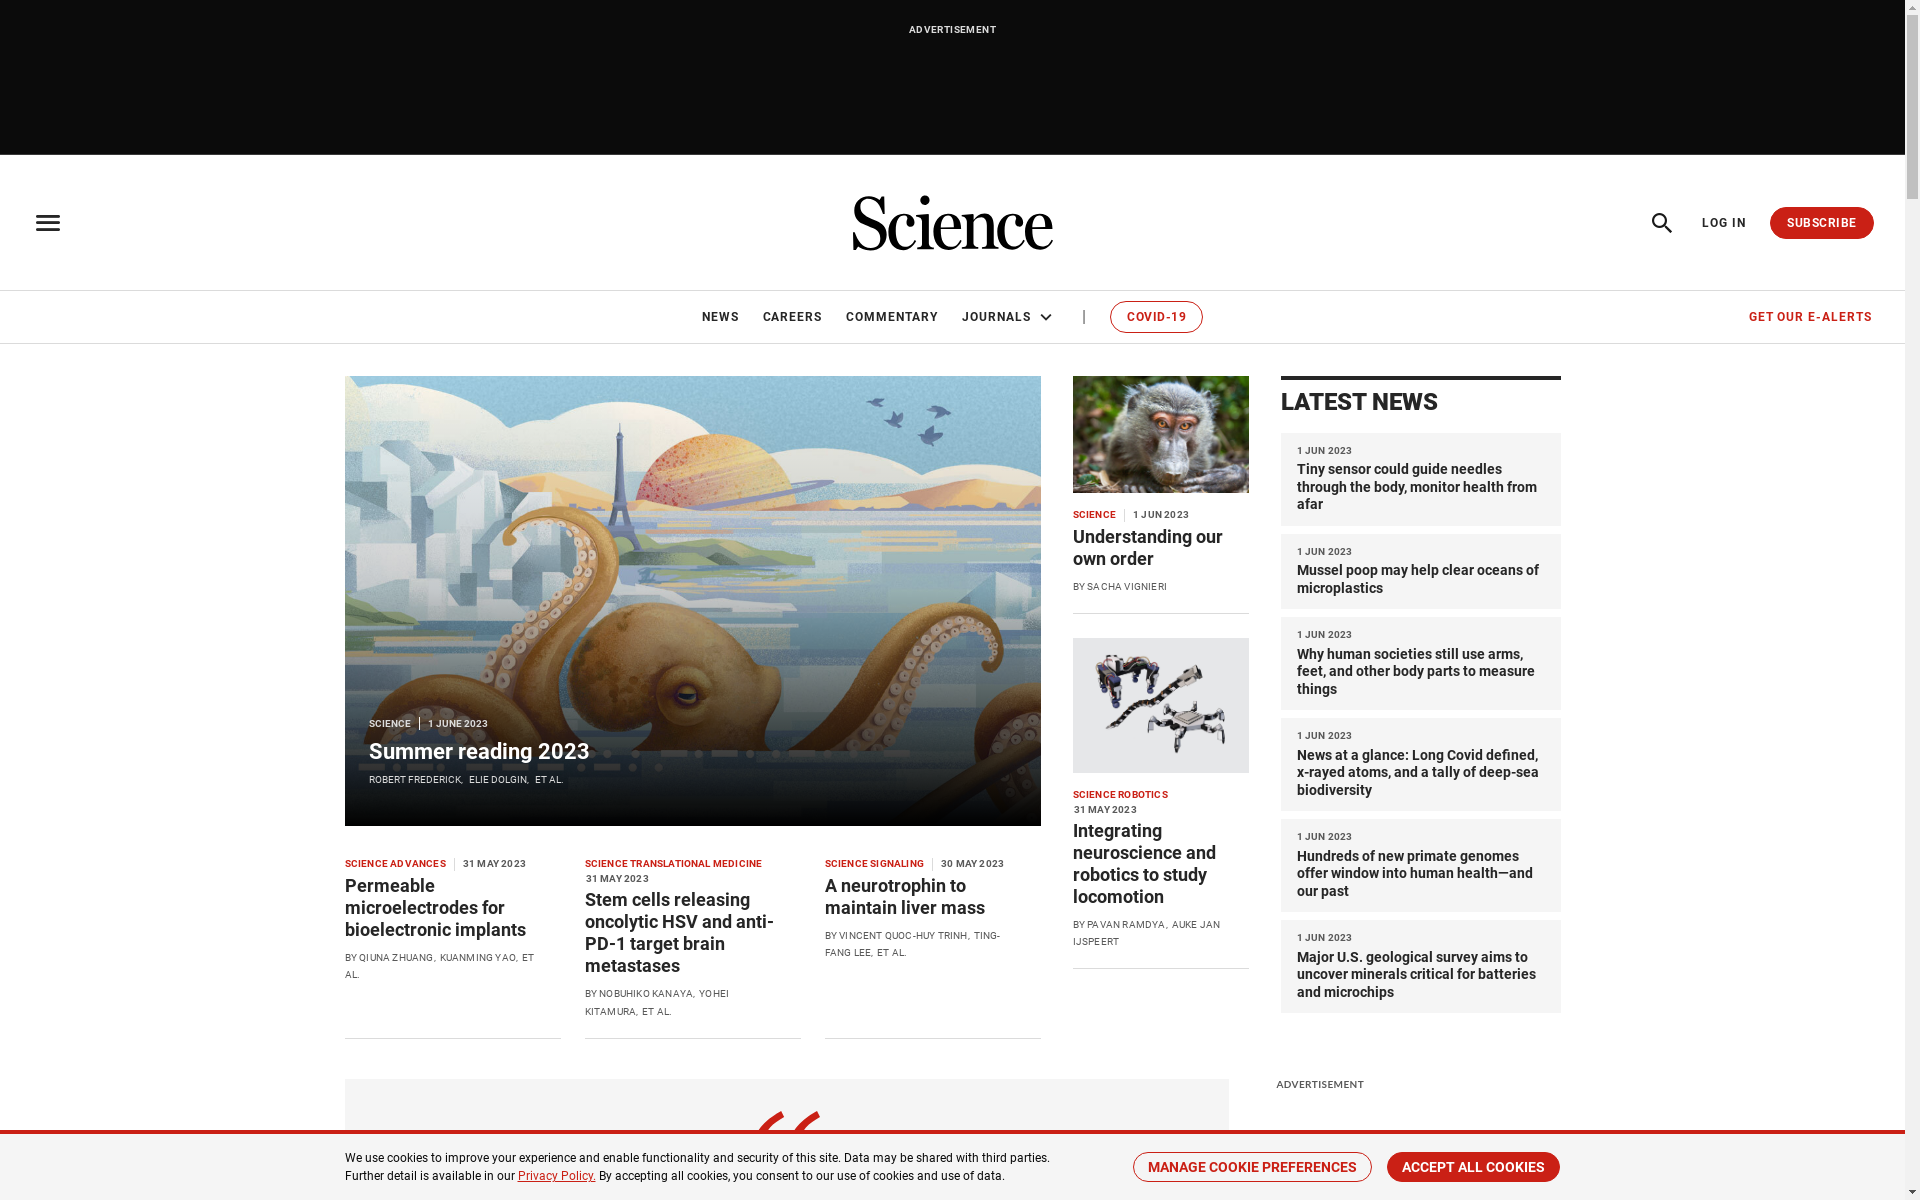 ADVERTISEMENT
Science
LOG IN
SUBSCRIBE
NEWS
CAREERS
COMMENTARY
JOURNALS
|
COVID-19
GET OUR E-ALERTS
SCIENCE
1 JUNE 2023
Summer reading 2023
ROBERT FREDERICK, ELIE DOLGIN, ET AL.
SCIENCE ADVANCES
31 MAY 2023
Permeable
microelectrodes for
bioelectronic implants
BY QIUNA ZHUANG, KUANMING YAO, ET
AL.
SCIENCE TRANSLATIONAL MEDICINE
31 MAY 2023
Stem cells releasing
oncolytic HSV and anti-
PD-1 target brain
metastases
BY NOBUHIKO KANAYA, YOHEI
KITAMURA, ET AL.
SCIENCE SIGNALING
30 MAY 2023
A neurotrophin to
maintain liver mass
BY VINCENT QUOC-HUY TRINH, TING-
FANG LEE, ET AL.
SCIENCE
1 JUN 2023
Understanding our
own order
BY SACHA VIGNIERI
SCIENCE ROBOTICS
31 MAY 2023
Integrating
neuroscience and
robotics to study
locomotion
BY PAVAN RAMDYA, AUKE JAN
IJSPEERT
LATEST NEWS
1 JUN 2023
Tiny sensor could guide needles
through the body, monitor health from
afar
1 JUN 2023
Mussel poop may help clear oceans of
microplastics
1 JUN 2023
Why human societies still use arms,
feet, and other body parts to measure
things
1 JUN 2023
News at a glance: Long Covid defined,
x-rayed atoms, and a tally of deep-sea
biodiversity
1 JUN 2023
Hundreds of new primate genomes
offer window into human health—and
our past
1 JUN 2023
Major U.S. geological survey aims to
uncover minerals critical for batteries
and microchips
ADVERTISEMENT
“
We use cookies to improve your experience and enable functionality and security of this site. Data may be shared with third parties.
Further detail is available in our Privacy Policy. By accepting all cookies, you consent to our use of cookies and use of data.
MANAGE COOKIE PREFERENCES
ACCEPT ALL COOKIES